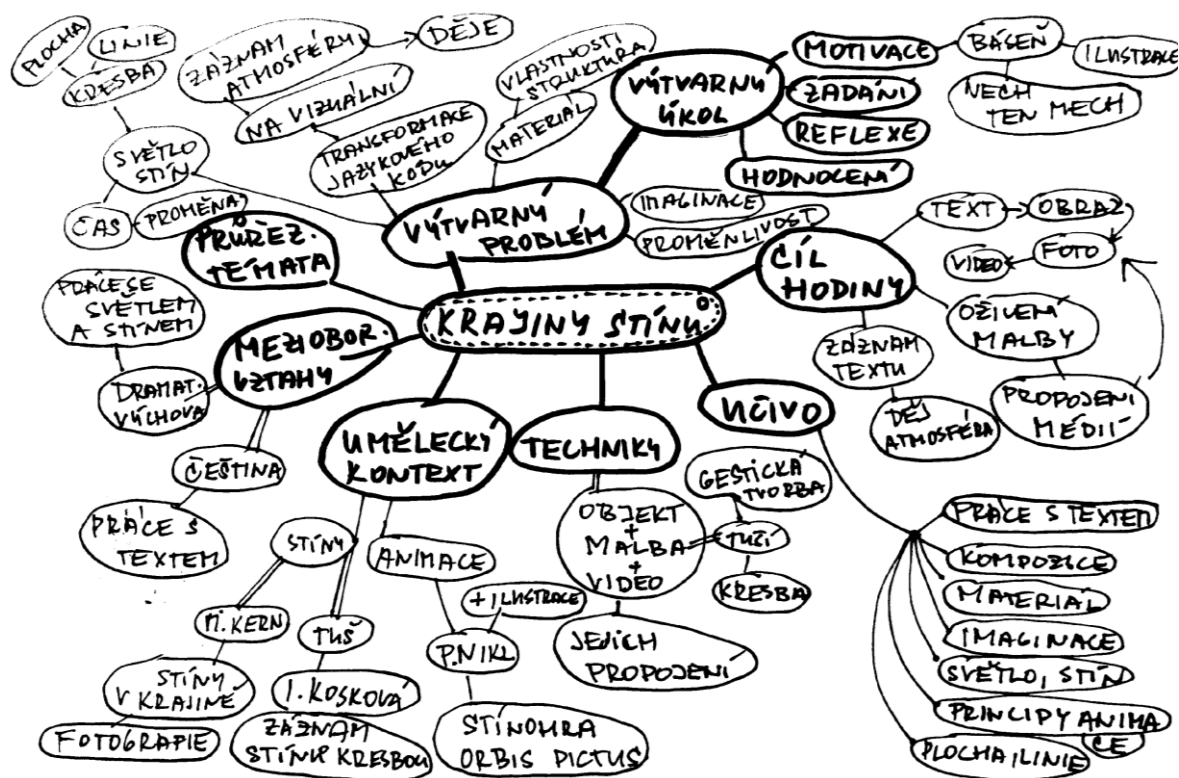 PLOCHA
LINIE
KRESBA
SVĚTLO
STÍN
ČAS
PROMĚNA
ZÁZNAM
ATMOSFÉRY
DĚJE
NA VIZUÁLNÍ
TRANSFORMACE
JAZYKOVÉHO
KÓDU
VLASTNOSTI
STRUKTURA
MATERIÁL
VÝTVARNÝ
PROBLÉM
IMAGINACE
PROMĚNLIVOST
VÝTVARNÝ
ÚKOL
MOTIVACE
ZADÁNÍ
REFLEXE
HODNOCENÍ
BÁSEŇ
ILUSTRACE
NECH
TEN MECH
PRŮŘEZ.
TÉMATA
KRAJINY STÍNŮ
CÍL
HODINY
TEXT
OBRAZ
FOTO
VIDEO
OŽIVENÍ
MALBY
PROPOJENÍ
MÉDIÍ
ZÁZNAM
TEXTU
DĚJ
ATMOSFÉRA
MEZIOBOR.
VZTAHY
PRÁCE SE
SVĚTLEM
A STÍNEM
DRAMAT.
VÝCHOVA
ČEŠTINA
PRÁCE S
TEXTEM
UMĚLECKÝ
KONTEXT
STÍNY
M. KERN
STÍNY
V KRAJINĚ
FOTOGRAFIE
TUŠ
I. KOSKOVÁ
ZÁZNAM
STÍNŮ KRESBOU
ANIMACE
+ ILUSTRACE
P. NIKL
STÍNOHRA
ORBIS PICTUS
TECHNIKY
OBJEKT
+
MALBA
+
VIDEO
JEJICH
PROPOJENÍ
GESTICKÁ
TVORBA
TUŠÍ
KRESBA
UČIVO
PRÁCE S TEXTEM
KOMPOZICE
MATERIÁL
IMAGINACE
SVĚTLO, STÍN
PRINCIPY ANIMA
CE
PLOCHA, LINIE